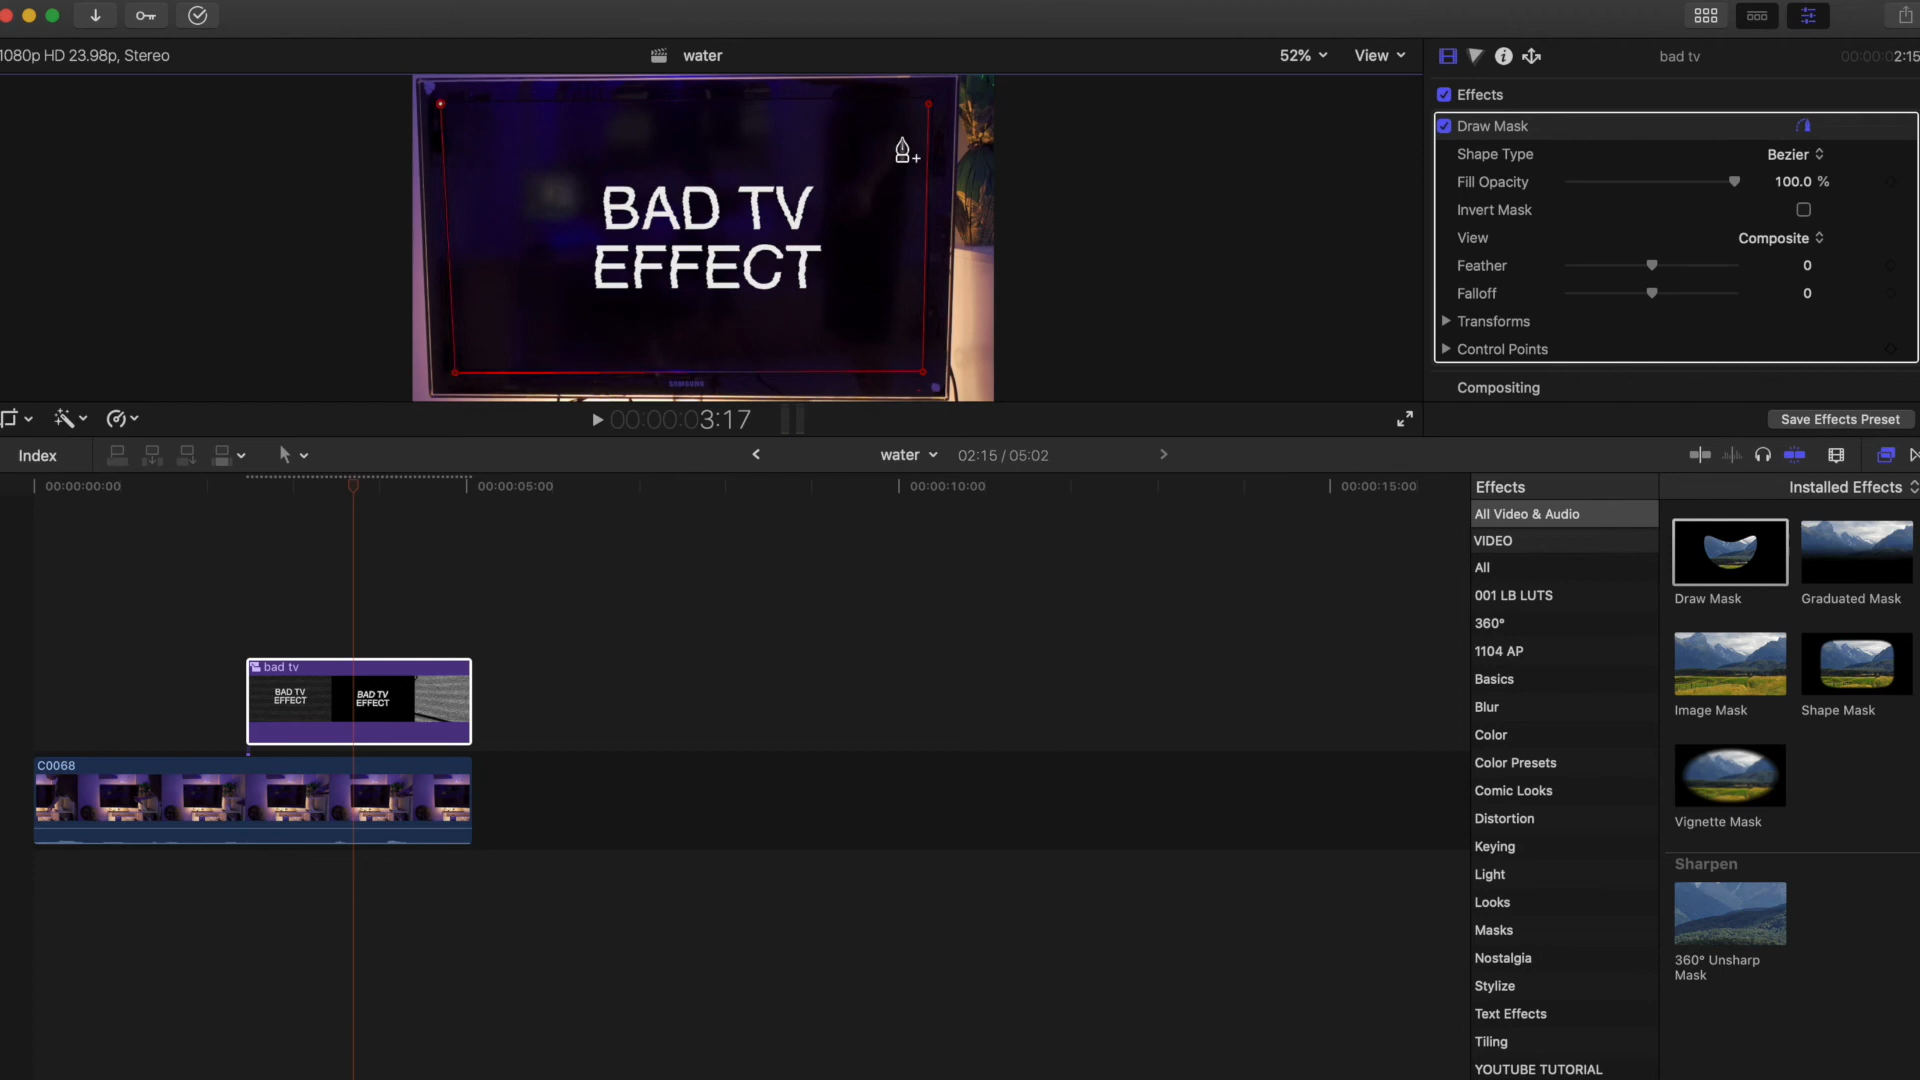 1080p HD 23.98p, Stereo
water
52%
View
bad tv
00:00:02:15
Effects
Draw Mask
Shape Type
Bezier
Fill Opacity
100.0 %
Invert Mask
View
Composite
Feather
0
Falloff
0
Transforms
Control Points
Compositing
BAD TV
EFFECT
SAMSUNG
00:00:03:17
Save Effects Preset
Index
water
02:15 / 05:02
00:00:00:00
00:00:05:00
00:00:10:00
00:00:15:00
Effects
Installed Effects
All Video & Audio
VIDEO
All
001 LB LUTS
360°
1104 AP
Basics
Blur
Color
Color Presets
Comic Looks
Distortion
Keying
Light
Looks
Masks
Nostalgia
Stylize
Text Effects
Tiling
YOUTUBE TUTORIAL
Draw Mask
Graduated Mask
Image Mask
Shape Mask
Vignette Mask
Sharpen
360° Unsharp
Mask
bad tv
BAD TV
EFFECT
BAD TV
EFFECT
C0068